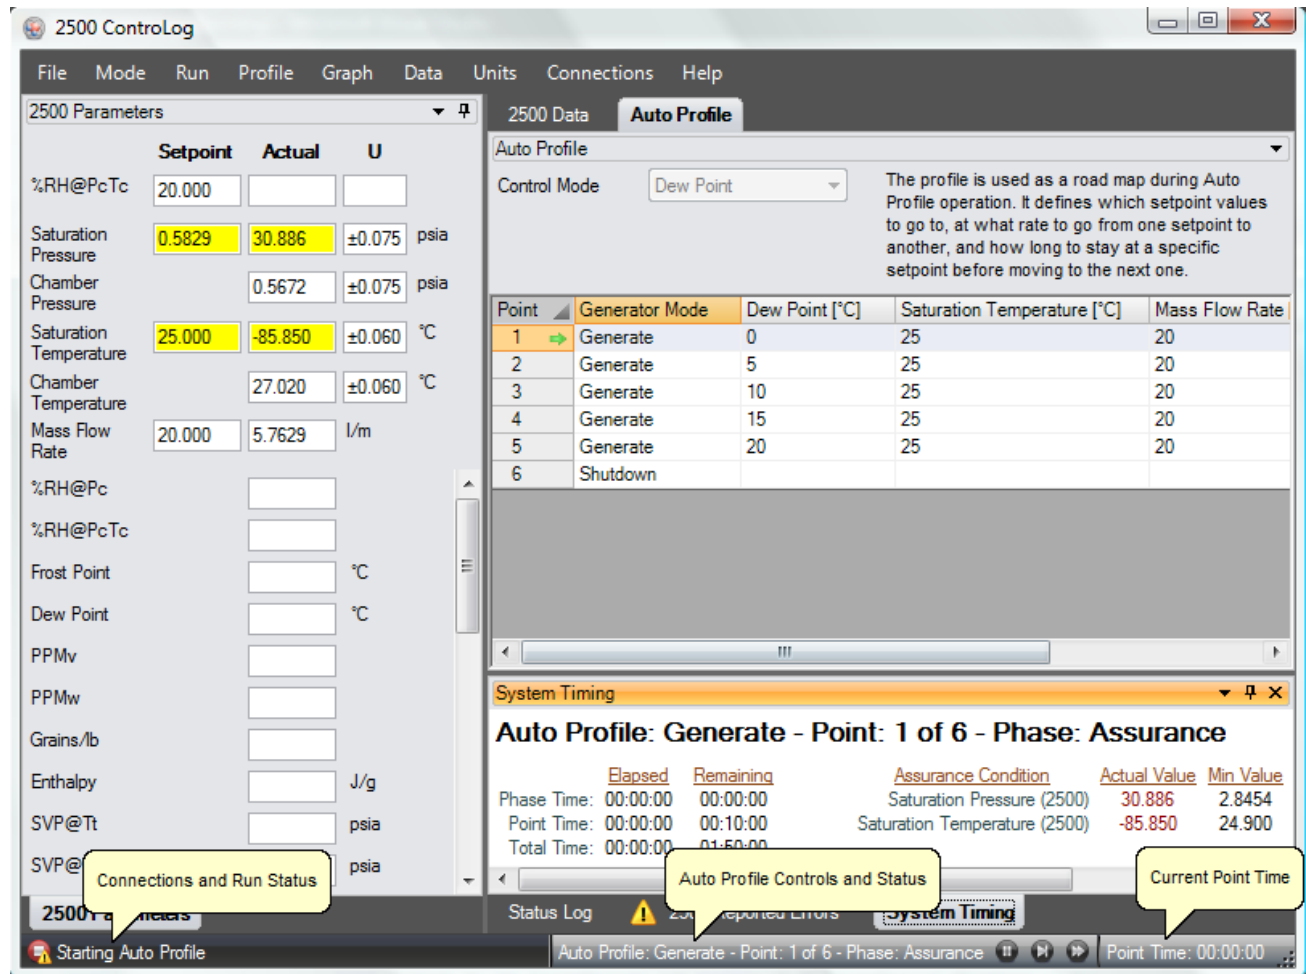 2500 ControLog
File Mode Run Profile Graph Data Units Connections Help
2500 Parameters
Setpoint Actual U
%RH@PcTc 20.000
Saturation Pressure 0.5829 30.886 ±0.075 psia
Chamber Pressure 0.5672 ±0.075 psia
Saturation Temperature 25.000 -85.850 ±0.060 °C
Chamber Temperature 27.020 ±0.060 °C
Mass Flow Rate 20.000 5.7629 l/m
%RH@Pc
%RH@PcTc
Frost Point °C
Dew Point °C
PPMv
PPMw
Grains/lb
Enthalpy J/g
SVP@Tt psia
SVP@ psia
Connections and Run Status
2500
Starting Auto Profile
2500 Data Auto Profile
Auto Profile
Control Mode Dew Point
The profile is used as a road map during Auto
Profile operation. It defines which setpoint values
to go to, at what rate to go from one setpoint to
another, and how long to stay at a specific
setpoint before moving to the next one.
Point Generator Mode Dew Point [°C] Saturation Temperature [°C] Mass Flow Rate
1 Generate 0 25 20
2 Generate 5 25 20
3 Generate 10 25 20
4 Generate 15 25 20
5 Generate 20 25 20
6 Shutdown
System Timing
Auto Profile: Generate - Point: 1 of 6 - Phase: Assurance
Elapsed Remaining Assurance Condition Actual Value Min Value
Phase Time: 00:00:00 00:00:00 Saturation Pressure (2500) 30.886 2.8454
Point Time: 00:00:00 00:10:00 Saturation Temperature (2500) -85.850 24.900
Total Time: 00:00:00 01:50:00
Auto Profile Controls and Status
Current Point Time
Status Log Reported Errors System Timing
Auto Profile: Generate - Point: 1 of 6 - Phase: Assurance Point Time: 00:00:00